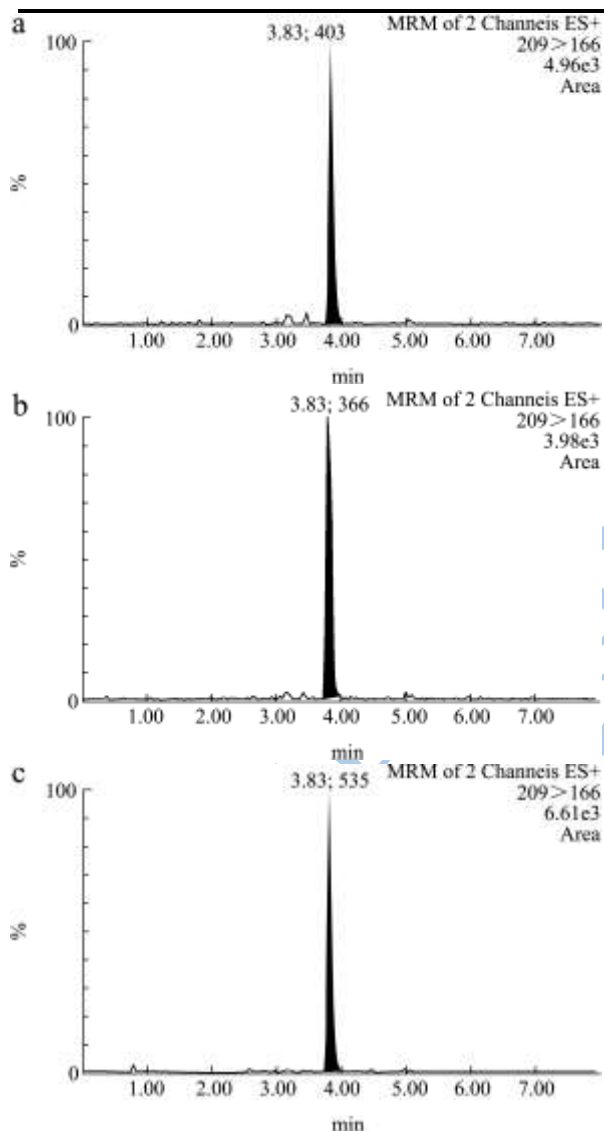 a
3.83; 403
MRM of 2 Channeis ES+
209>166
4.96e3
Area
100
%
0
1.00 2.00 3.00 4.00 5.00 6.00 7.00
min
b
3.83; 366
MRM of 2 Channeis ES+
209>166
3.98e3
Area
100
%
0
1.00 2.00 3.00 4.00 5.00 6.00 7.00
min
c
3.83; 535
MRM of 2 Channeis ES+
209>166
6.61e3
Area
100
%
0
1.00 2.00 3.00 4.00 5.00 6.00 7.00
min